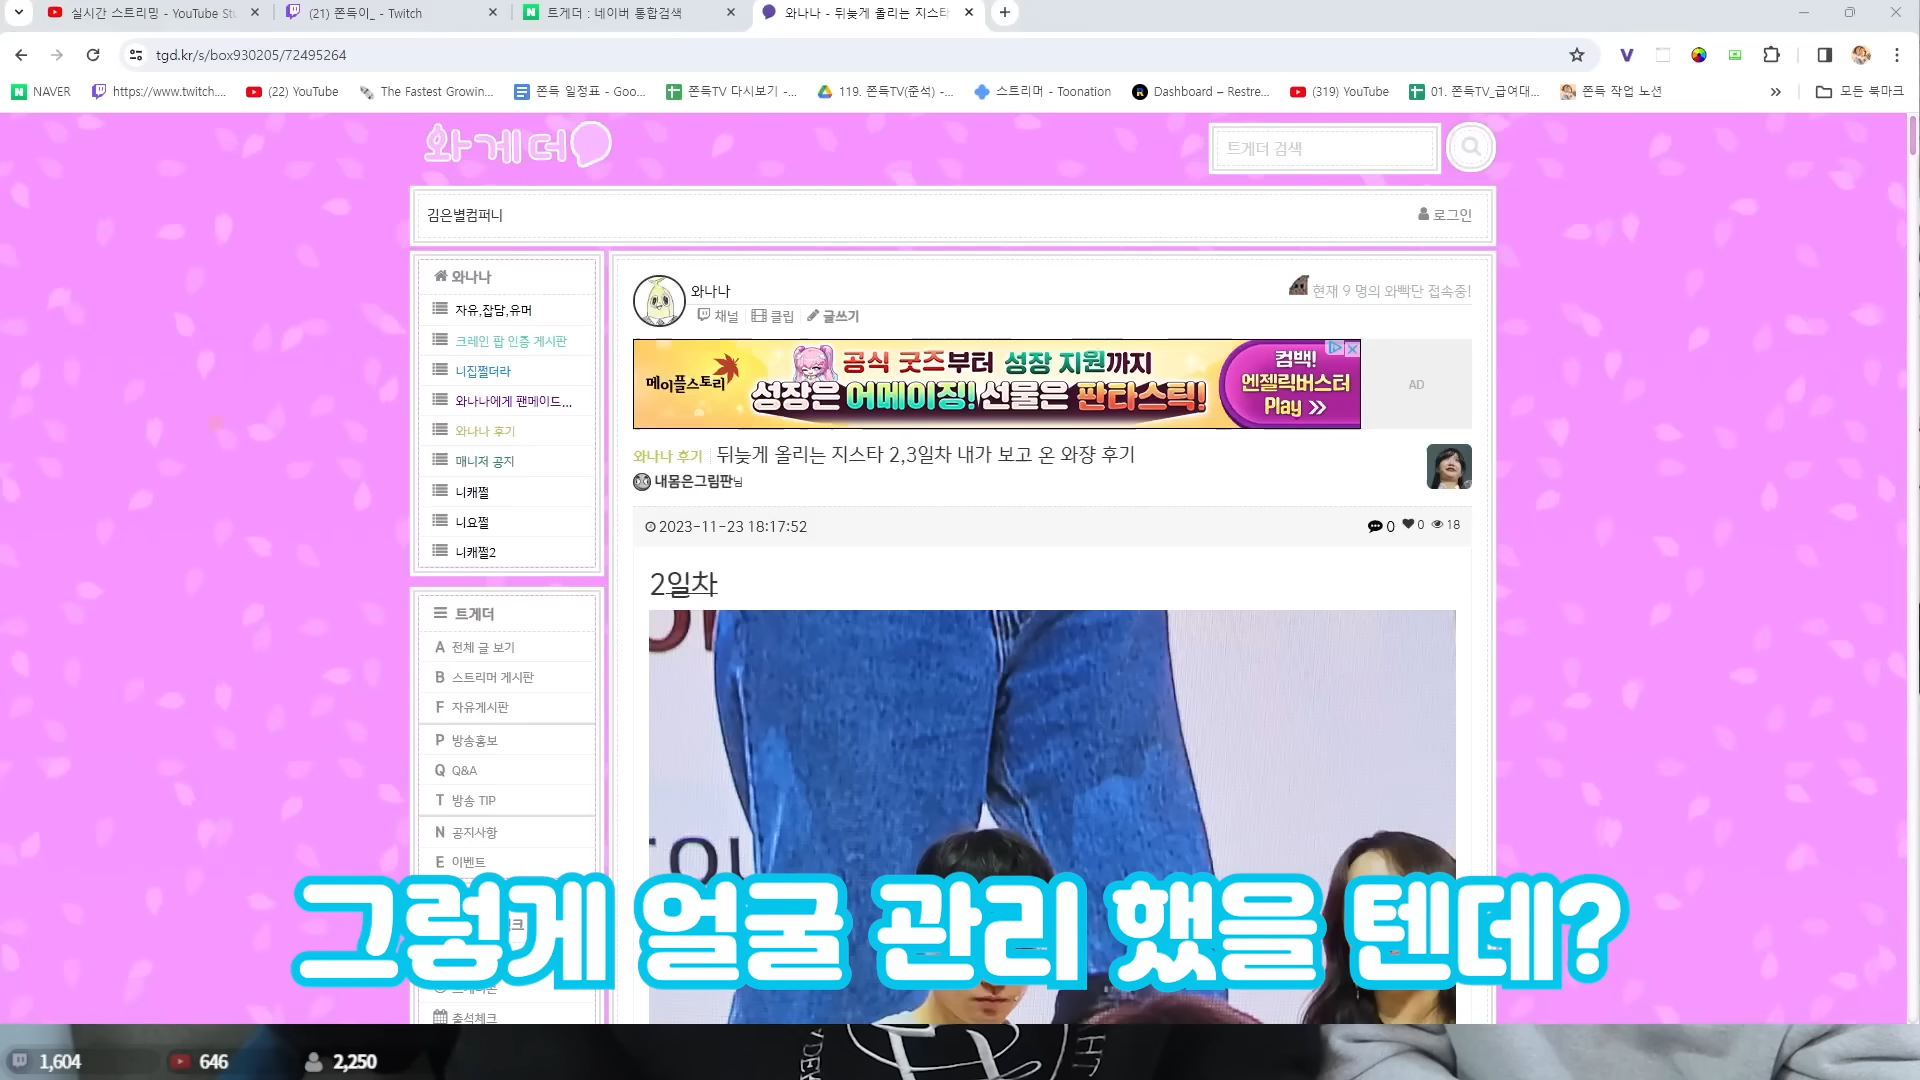 실시간 스트리밍 - YouTube Stu
(21) 쫀득이_ - Twitch
트게더 : 네이버 통합검색
와나나 - 뒤늦게 올리는 지스타
tgd.kr/s/box930205/72495264
NAVER
https://www.twitch....
(22) YouTube
The Fastest Growin...
쫀득 일정표 - Goo...
쫀득TV 다시보기 -...
119. 쫀득TV(준석) -...
스트리머 - Toonation
Dashboard – Restre...
(319) YouTube
01. 쫀득TV_급여대...
쫀득 작업 노션
모든 북마크
와게더
트게더 검색
김은별컴퍼니
로그인
와나나
자유,잡담,유머
크레인 팝 인증 게시판
니집쩔더라
와나나에게 팬메이드...
와나나 후기
매니저 공지
니캐쩔
니요쩔
니캐쩔2
트게더
A 전체 글 보기
B 스트리머 게시판
F 자유게시판
P 방송홍보
Q Q&A
T 방송 TIP
N 공지사항
E 이벤트
출석체크
와나나
현재 9 명의 와빡단 접속중!
채널 클립 글쓰기
메이플스토리
공식 굿즈부터 성장 지원까지
성장은 어메이징! 선물은 판타스틱!
컴백!
엔젤릭버스터
Play
AD
와나나 후기 뒤늦게 올리는 지스타 2,3일차 내가 보고 온 와쟝 후기
내몸은그림판님
2023-11-23 18:17:52
0 0 18
2일차
그렇게 얼굴 관리 했을 텐데?
1,604
646
2,250